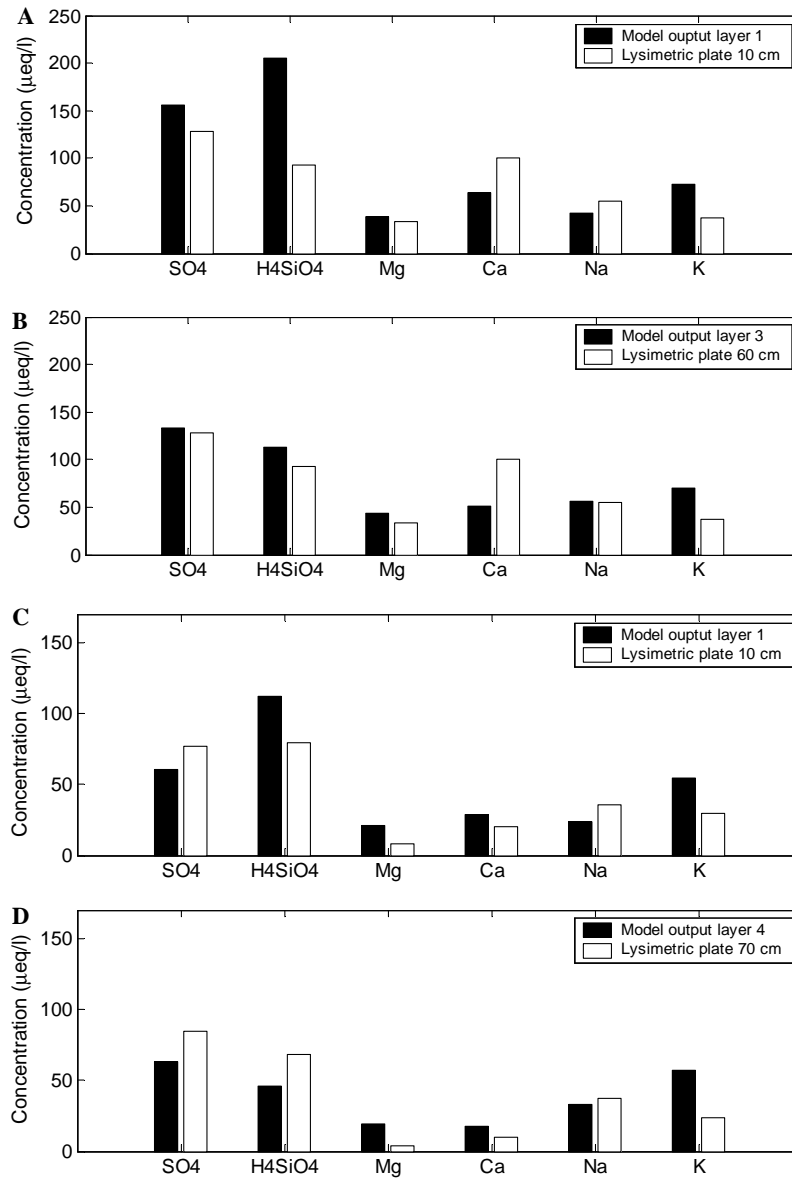 A
Concentration (µeq/l)
250
200
150
100
50
0
Model ouptut layer 1
Lysimetric plate 10 cm
SO4 H4SiO4 Mg Ca Na K
B
Concentration (µeq/l)
250
200
150
100
50
0
Model output layer 3
Lysimetric plate 60 cm
SO4 H4SiO4 Mg Ca Na K
C
Concentration (µeq/l)
150
100
50
0
Model ouptut layer 1
Lysimetric plate 10 cm
SO4 H4SiO4 Mg Ca Na K
D
Concentration (µeq/l)
150
100
50
0
Model output layer 4
Lysimetric plate 70 cm
SO4 H4SiO4 Mg Ca Na K